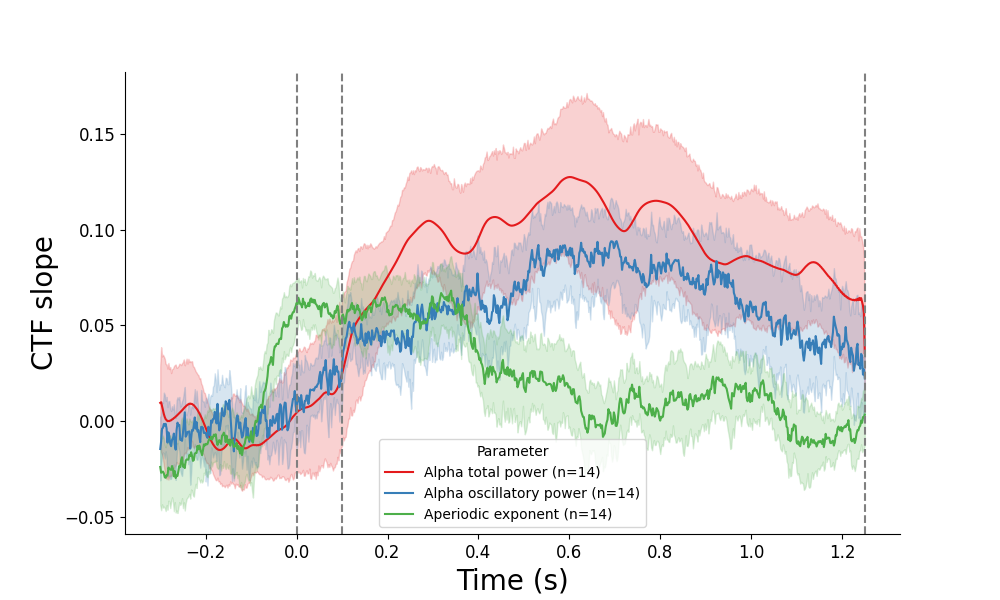 0.15
0.10
0.05
0.00
−0.05
CTF slope
Parameter
Alpha total power (n=14)
Alpha oscillatory power (n=14)
Aperiodic exponent (n=14)
−0.2
0.0
0.2
0.4
0.6
0.8
1.0
1.2
Time (s)